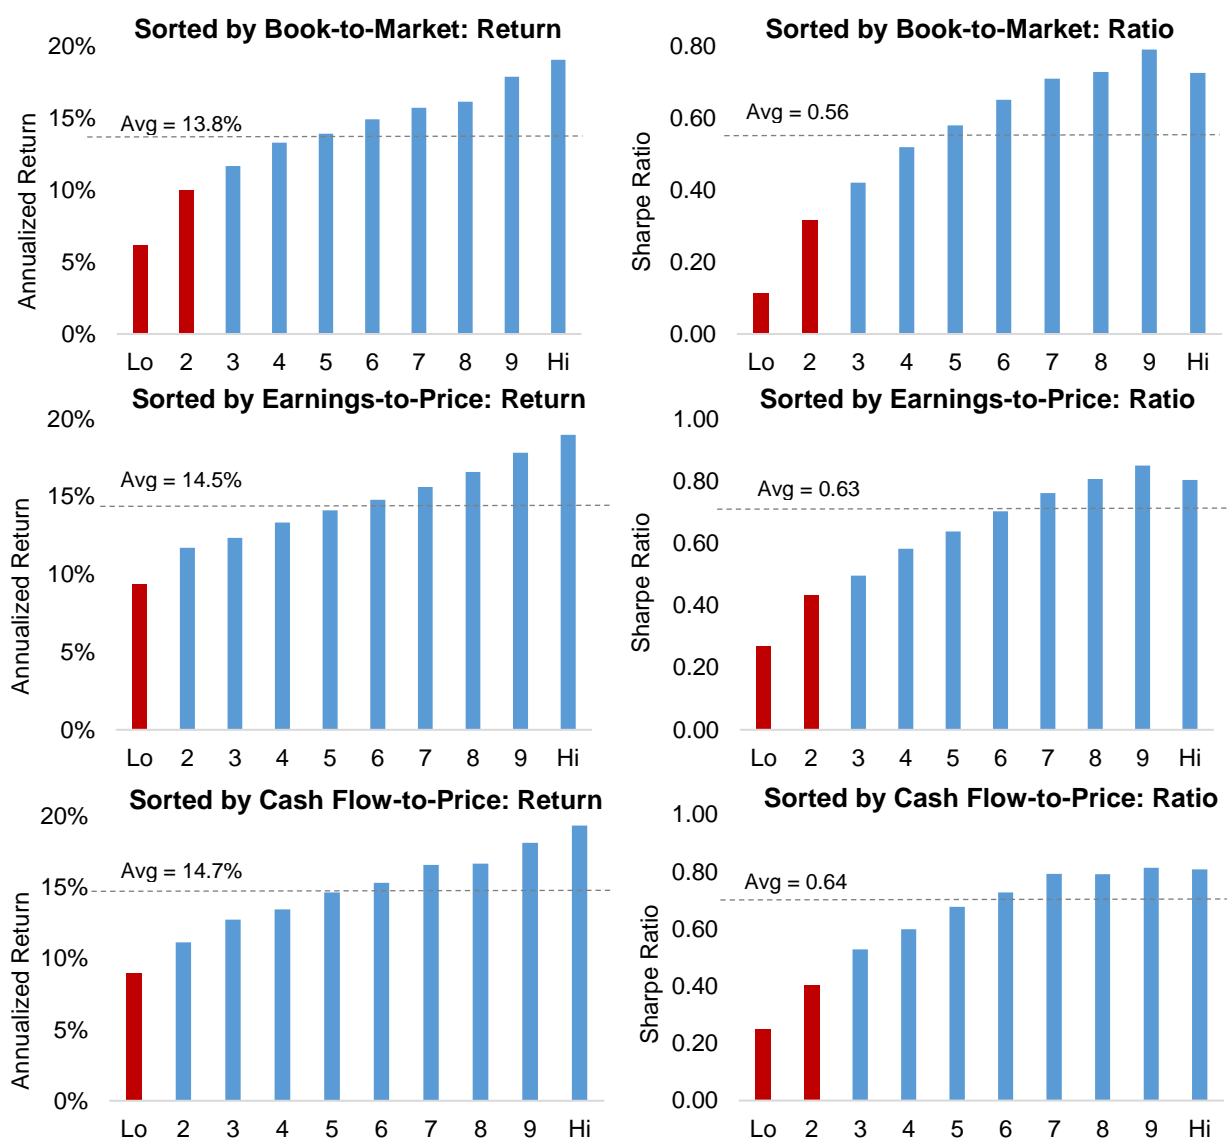 Sorted by Book-to-Market: Return
20%
15%
10%
5%
0%
Annualized Return
Avg = 13.8%
Lo 2 3 4 5 6 7 8 9 Hi
Sorted by Book-to-Market: Ratio
0.80
0.60
0.40
0.20
0.00
Sharpe Ratio
Avg = 0.56
Lo 2 3 4 5 6 7 8 9 Hi
Sorted by Earnings-to-Price: Return
20%
15%
10%
5%
0%
Annualized Return
Avg = 14.5%
Lo 2 3 4 5 6 7 8 9 Hi
Sorted by Earnings-to-Price: Ratio
1.00
0.80
0.60
0.40
0.20
0.00
Sharpe Ratio
Avg = 0.63
Lo 2 3 4 5 6 7 8 9 Hi
Sorted by Cash Flow-to-Price: Return
20%
15%
10%
5%
0%
Annualized Return
Avg = 14.7%
Lo 2 3 4 5 6 7 8 9 Hi
Sorted by Cash Flow-to-Price: Ratio
1.00
0.80
0.60
0.40
0.20
0.00
Sharpe Ratio
Avg = 0.64
Lo 2 3 4 5 6 7 8 9 Hi